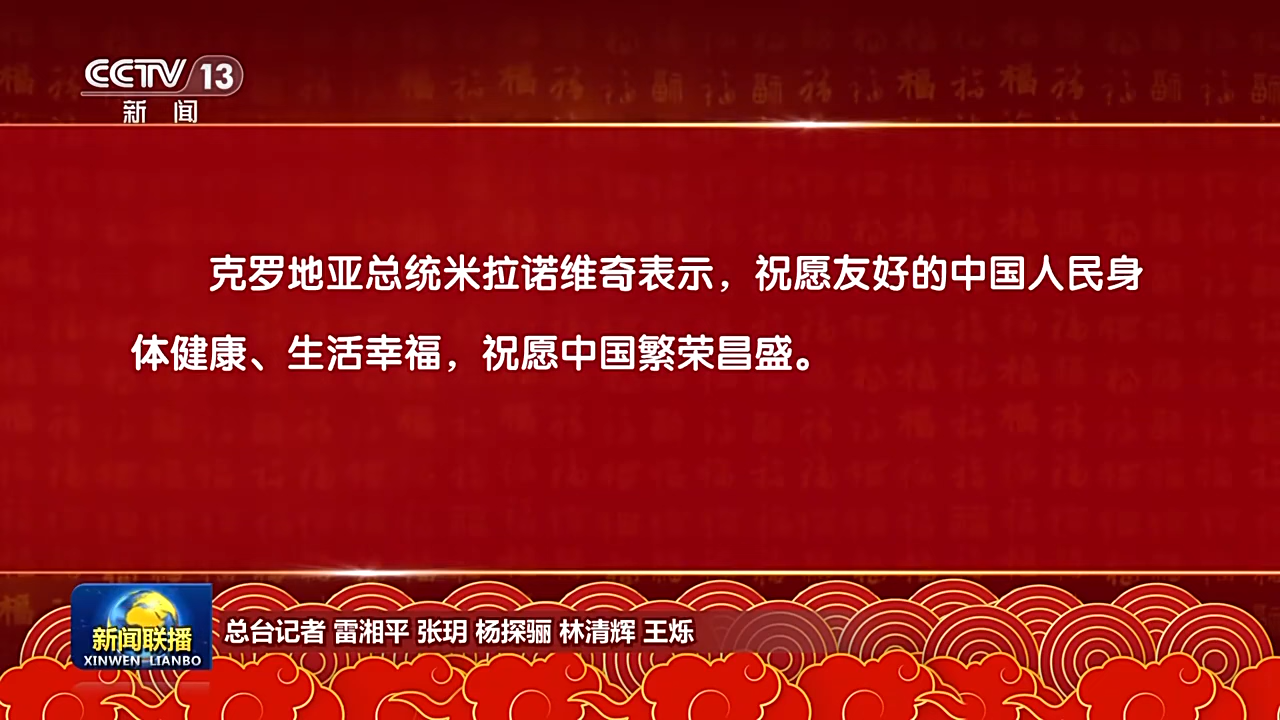 CCTV 13
新闻
克罗地亚总统米拉诺维奇表示，祝愿友好的中国人民身
体健康、生活幸福，祝愿中国繁荣昌盛。
新闻联播
XINWEN LIANBO
总台记者 雷湘平 张玥 杨探骊 林清辉 王烁